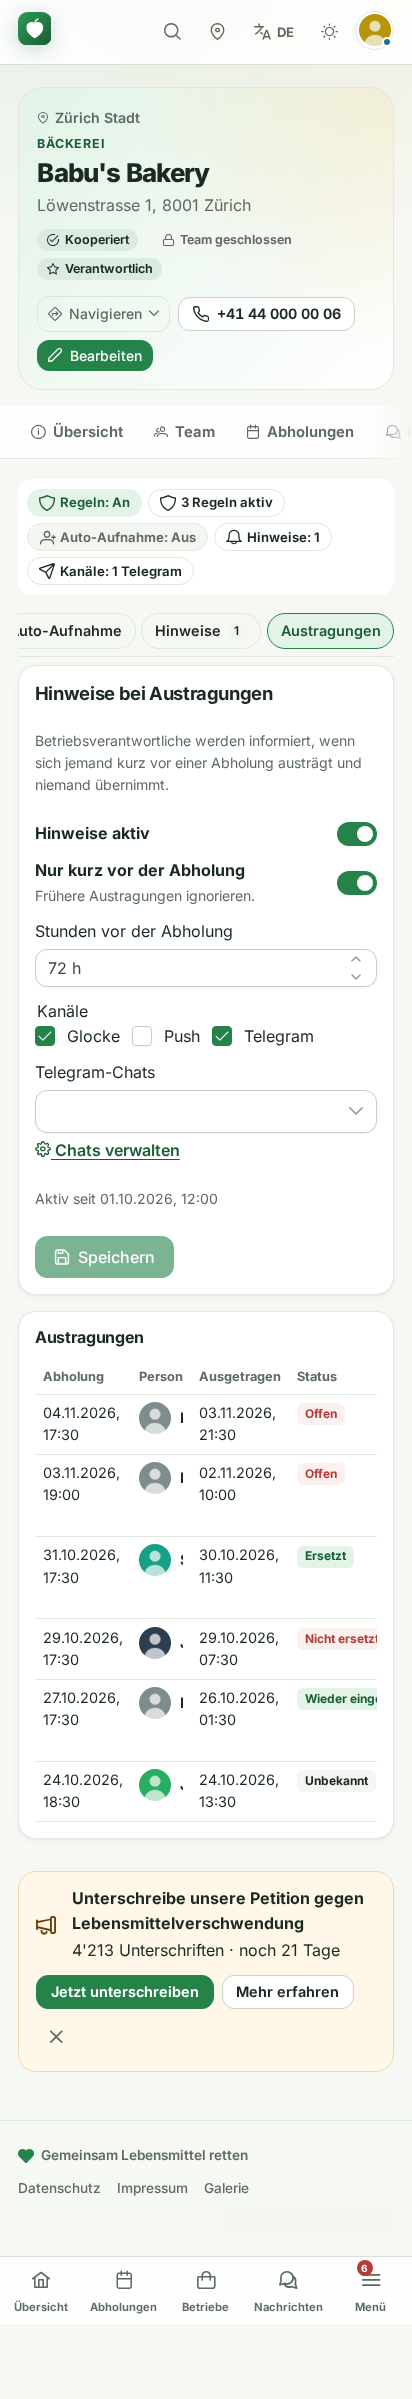 DE
Zürich Stadt
BÄCKEREI
Babu's Bakery
Löwenstrasse 1, 8001 Zürich
Kooperiert
Team geschlossen
Verantwortlich
Navigieren
+41 44 000 00 06
Bearbeiten
Übersicht Team Abholungen
Regeln: An
3 Regeln aktiv
Auto-Aufnahme: Aus
Hinweise: 1
Kanäle: 1 Telegram
uto-Aufnahme
Hinweise 1
Austragungen
Hinweise bei Austragungen
Betriebsverantwortliche werden informiert, wenn
sich jemand kurz vor einer Abholung austrägt und
niemand übernimmt.
Hinweise aktiv
Nur kurz vor der Abholung
Frühere Austragungen ignorieren.
Stunden vor der Abholung
72 h
Kanäle
Glocke Push Telegram
Telegram-Chats
Chats verwalten
Aktiv seit 01.10.2026, 12:00
Speichern
Austragungen
Abholung Person Ausgetragen Status
04.11.2026, 03.11.2026, Offen
17:30 21:30
03.11.2026, 02.11.2026, Offen
19:00 10:00
31.10.2026, 30.10.2026, Ersetzt
17:30 11:30
29.10.2026, 29.10.2026, Nicht ersetzt
17:30 07:30
27.10.2026, 26.10.2026, Wieder einge
17:30 01:30
24.10.2026, 24.10.2026, Unbekannt
18:30 13:30
Unterschreibe unsere Petition gegen
Lebensmittelverschwendung
4'213 Unterschriften · noch 21 Tage
Jetzt unterschreiben
Mehr erfahren
Gemeinsam Lebensmittel retten
Datenschutz Impressum Galerie
6
Übersicht Abholungen Betriebe Nachrichten Menü